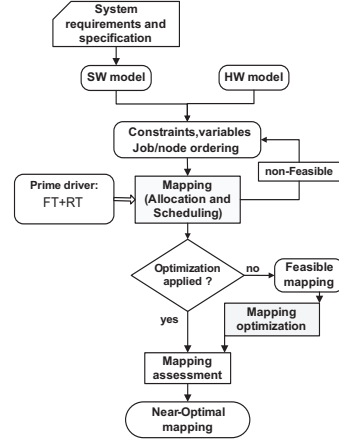 System
requirements and
specification
SW model
HW model
Constraints,variables
Job/node ordering
non-Feasible
Prime driver:
FT+RT
Mapping
(Allocation and
Scheduling)
Optimization
applied ?
no
Feasible
mapping
yes
Mapping
optimization
Mapping
assessment
Near-Optimal
mapping